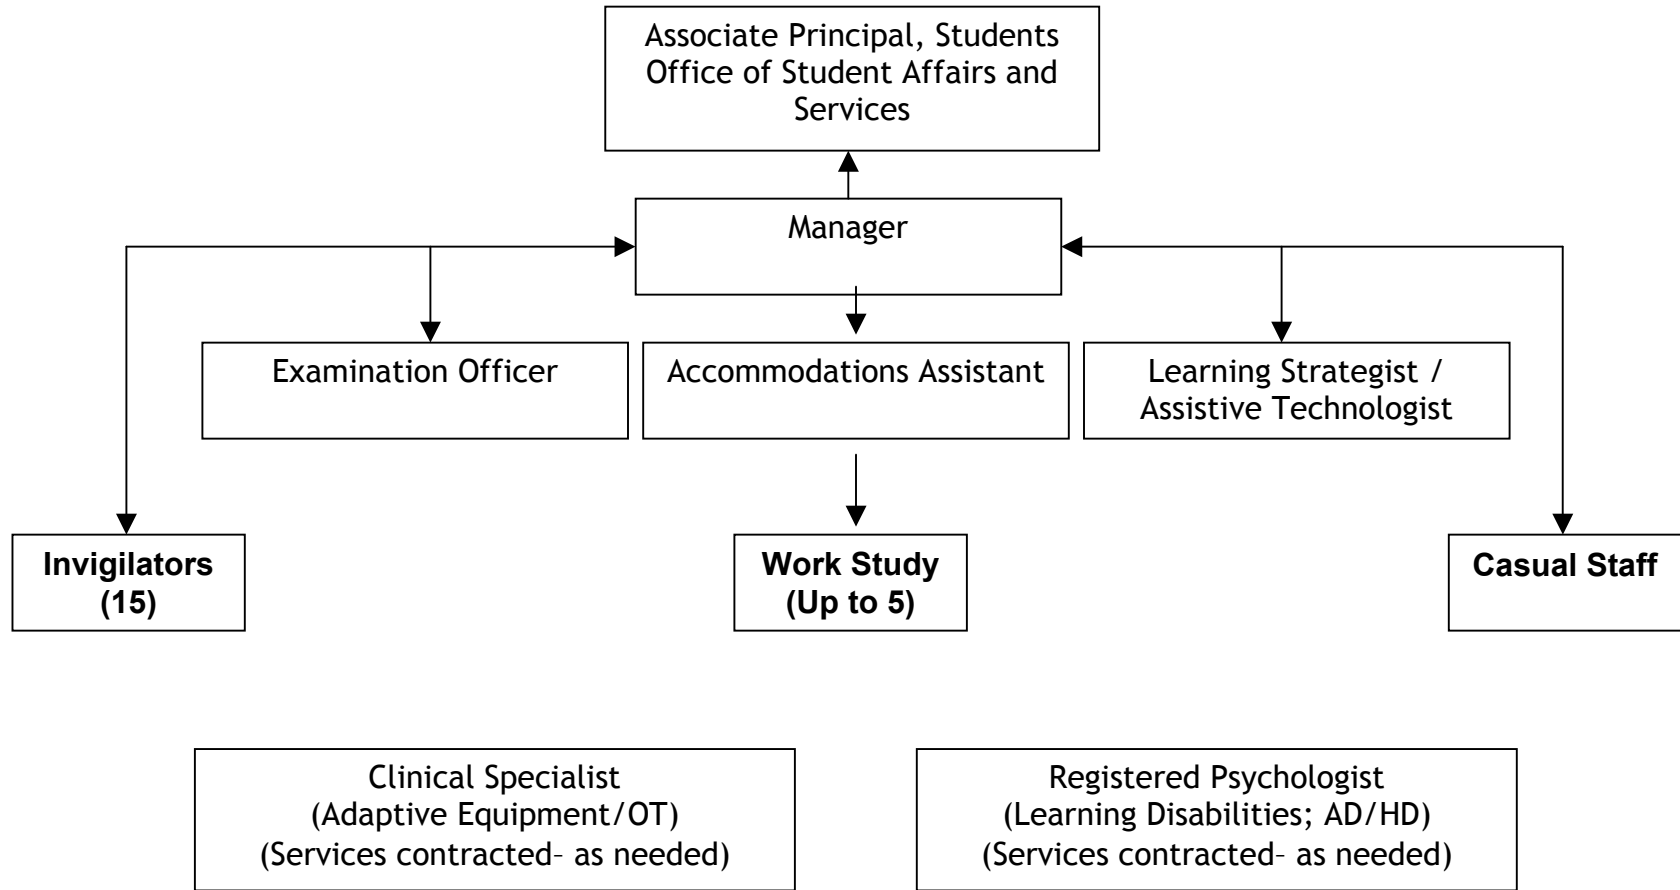 Associate Principal, Students
Office of Student Affairs and
Services
Manager
Examination Officer
Accommodations Assistant
Learning Strategist /
Assistive Technologist
Invigilators
(15)
Work Study
(Up to 5)
Casual Staff
Clinical Specialist
(Adaptive Equipment/OT)
(Services contracted– as needed)
Registered Psychologist
(Learning Disabilities; AD/HD)
(Services contracted– as needed)